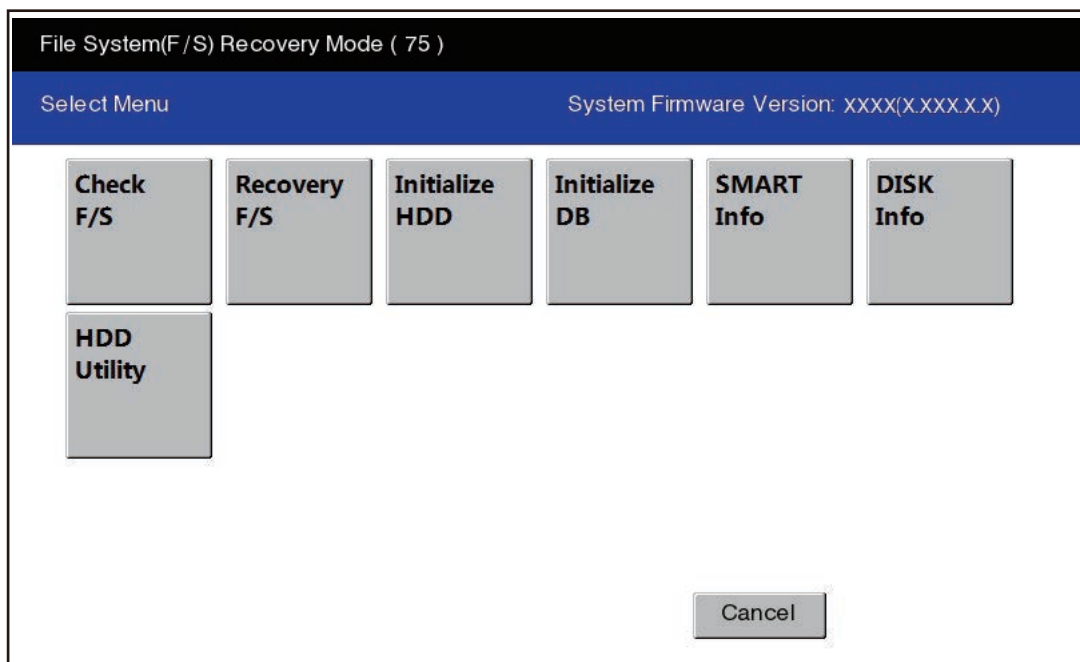 File System(F/S) Recovery Mode ( 75 )
Select Menu System Firmware Version: XXXX(X.XXX.X.X)
Check F/S
Recovery F/S
Initialize HDD
Initialize DB
SMART Info
DISK Info
HDD Utility
Cancel